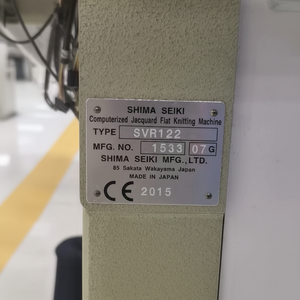 SHIMA SEIKI
Computerized Jacquard Flat Knitting Machine
TYPE SVR122
MFG. NO. 1533 07 G
SHIMA SEIKI MFG., LTD.
85 Sakata Wakayama Japan
MADE IN JAPAN
CE 2015